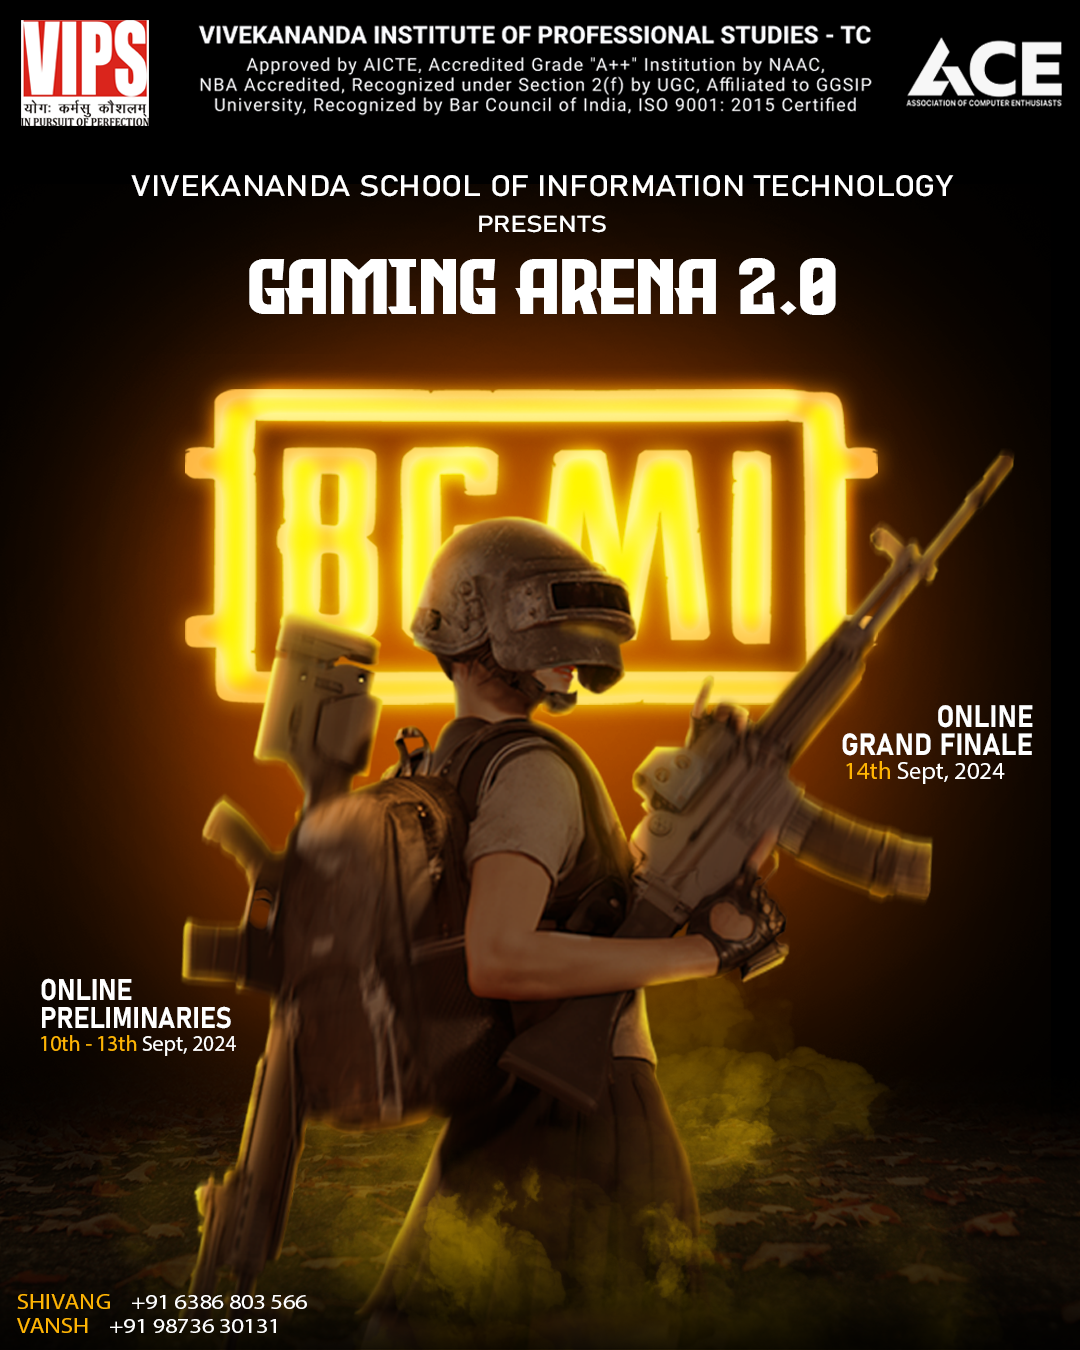 VIPS
योगः कर्मसु कौशलम्
IN PURSUIT OF PERFECTION
VIVEKANANDA INSTITUTE OF PROFESSIONAL STUDIES - TC
Approved by AICTE, Accredited Grade "A++" Institution by NAAC,
NBA Accredited, Recognized under Section 2(f) by UGC, Affiliated to GGSIP
University, Recognized by Bar Council of India, ISO 9001: 2015 Certified
ACE
ASSOCIATION OF COMPUTER ENTHUSIASTS
VIVEKANANDA SCHOOL OF INFORMATION TECHNOLOGY
PRESENTS
GAMING ARENA 2.0
BGMI
ONLINE
GRAND FINALE
14th Sept, 2024
ONLINE
PRELIMINARIES
10th - 13th Sept, 2024
SHIVANG +91 6386 803 566
VANSH +91 98736 30131